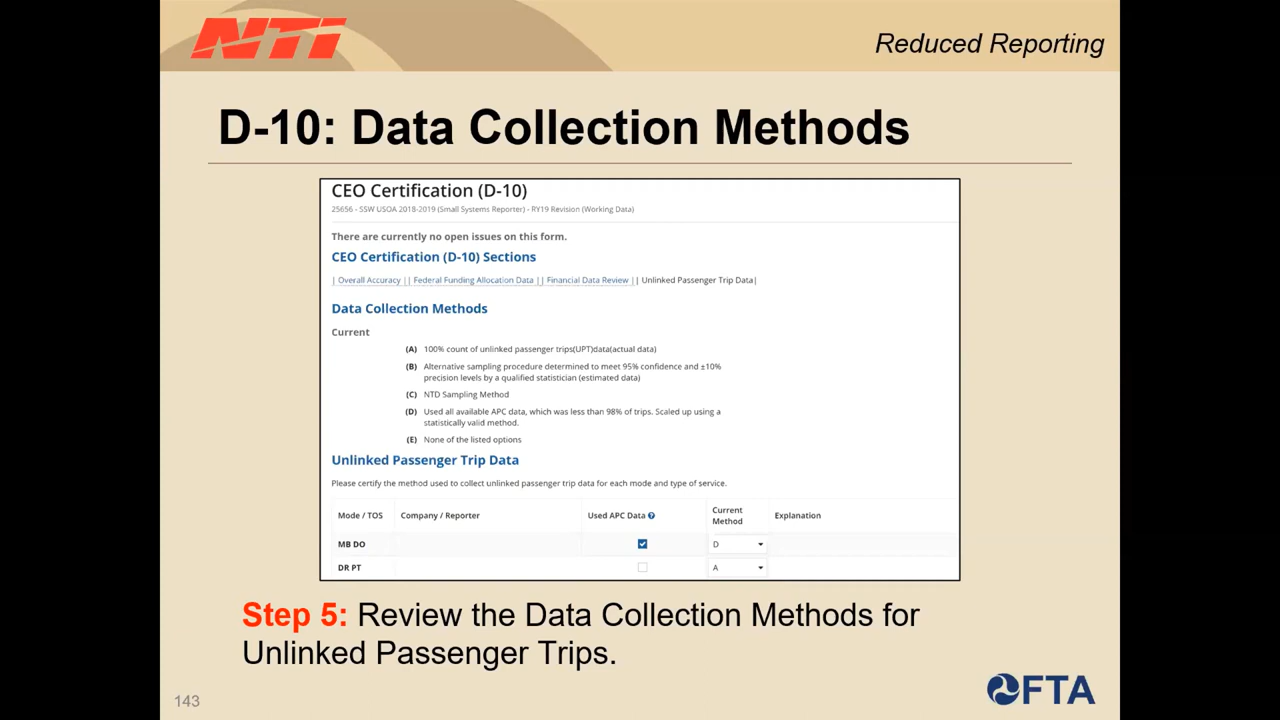 NTI
Reduced Reporting
D-10: Data Collection Methods
CEO Certification (D-10)
25656 - SSW USOA 2018-2019 (Small Systems Reporter) - RY19 Revision (Working Data)
There are currently no open issues on this form.
CEO Certification (D-10) Sections
| Overall Accuracy || Federal Funding Allocation Data || Financial Data Review || Unlinked Passenger Trip Data|
Data Collection Methods
Current
(A) 100% count of unlinked passenger trips(UPT)data(actual data)
(B) Alternative sampling procedure determined to meet 95% confidence and ±10%
precision levels by a qualified statistician (estimated data)
(C) NTD Sampling Method
(D) Used all available APC data, which was less than 98% of trips. Scaled up using a
statistically valid method.
(E) None of the listed options
Unlinked Passenger Trip Data
Please certify the method used to collect unlinked passenger trip data for each mode and type of service.
Mode / TOS Company / Reporter Used APC Data ? Current Method Explanation
MB DO D
DR PT A
Step 5: Review the Data Collection Methods for
Unlinked Passenger Trips.
143
FTA